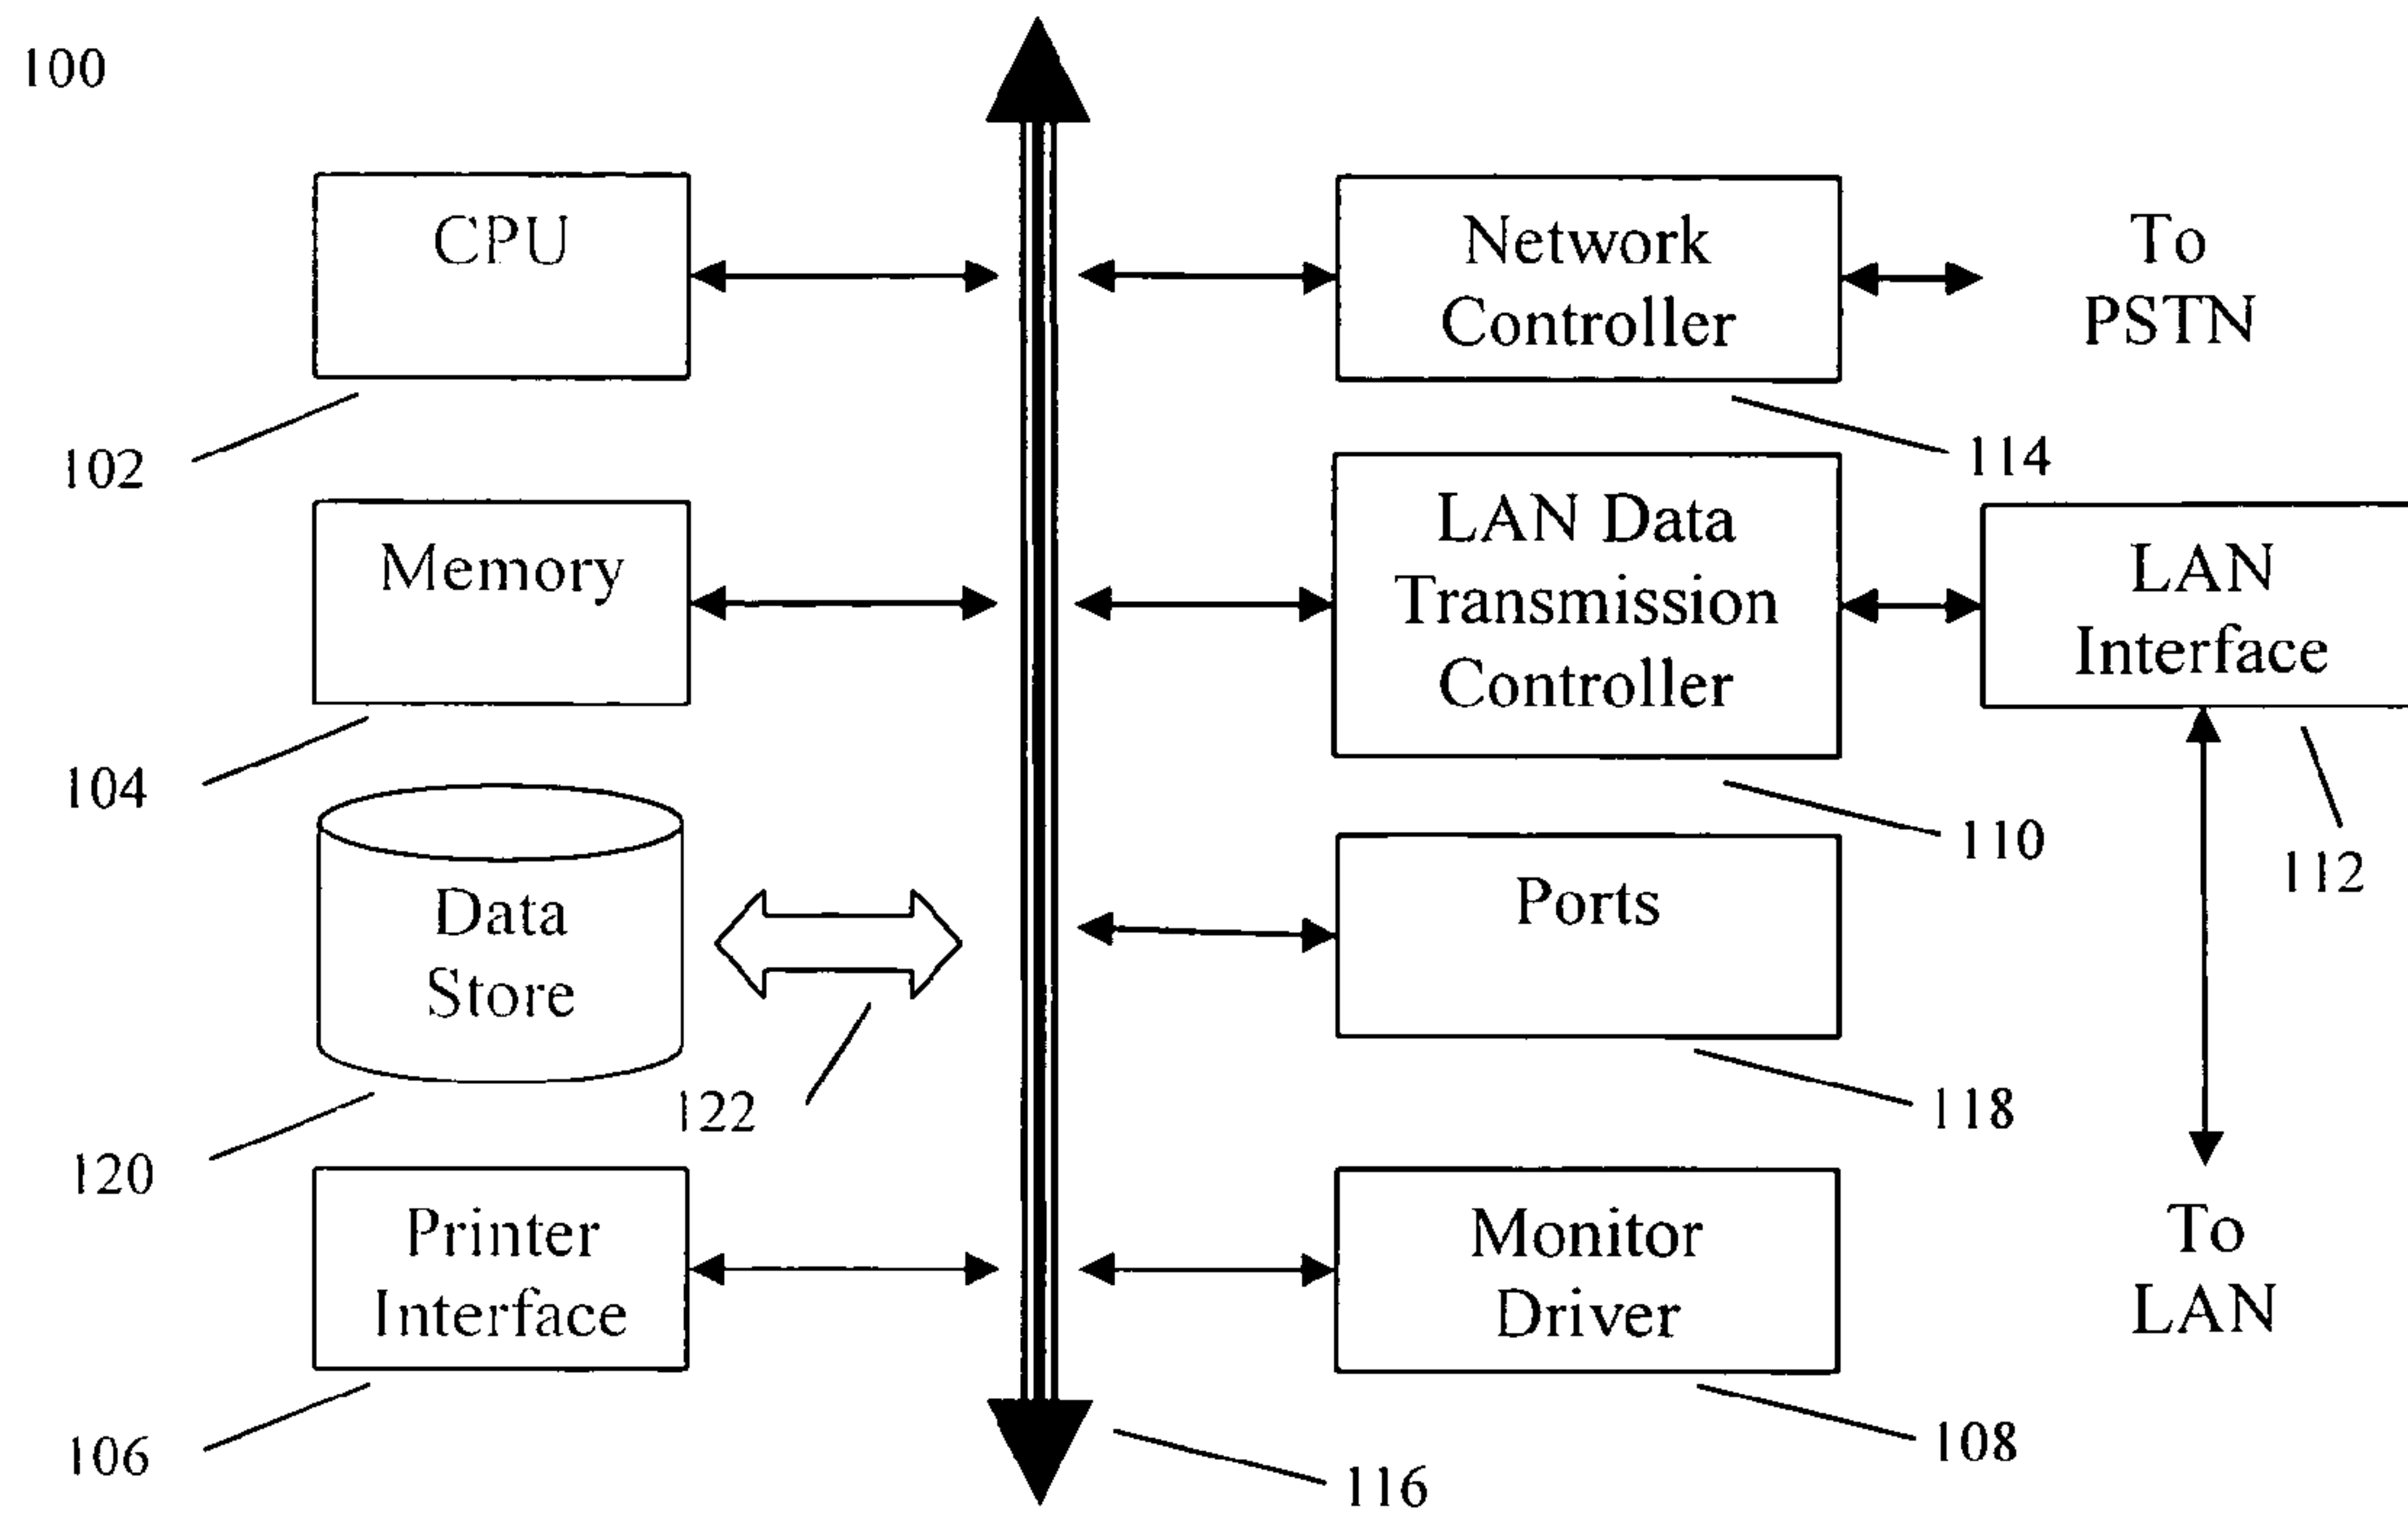 100
CPU
102
Memory
104
Data
Store
120
122
Printer
Interface
106
116
Network
Controller
114
To
PSTN
LAN Data
Transmission
Controller
110
LAN
Interface
112
Ports
118
Monitor
Driver
108
To
LAN